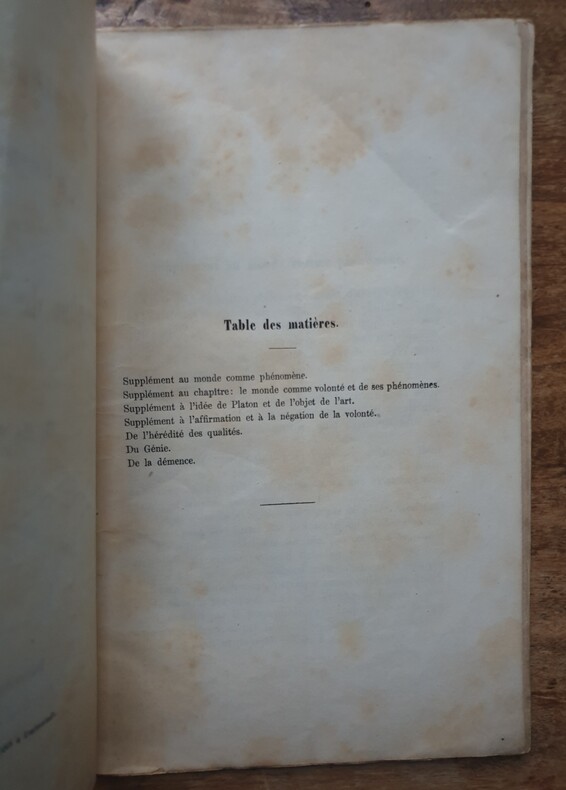 Table des matières.
Supplément au monde comme phénomène.
Supplément au chapître: le monde comme volonté et de ses phénomènes.
Supplément à l'idée de Platon et de l'objet de l'art.
Supplément à l'affirmation et à la négation de la volonté.
De l'hérédité des qualités.
Du Génie.
De la démence.